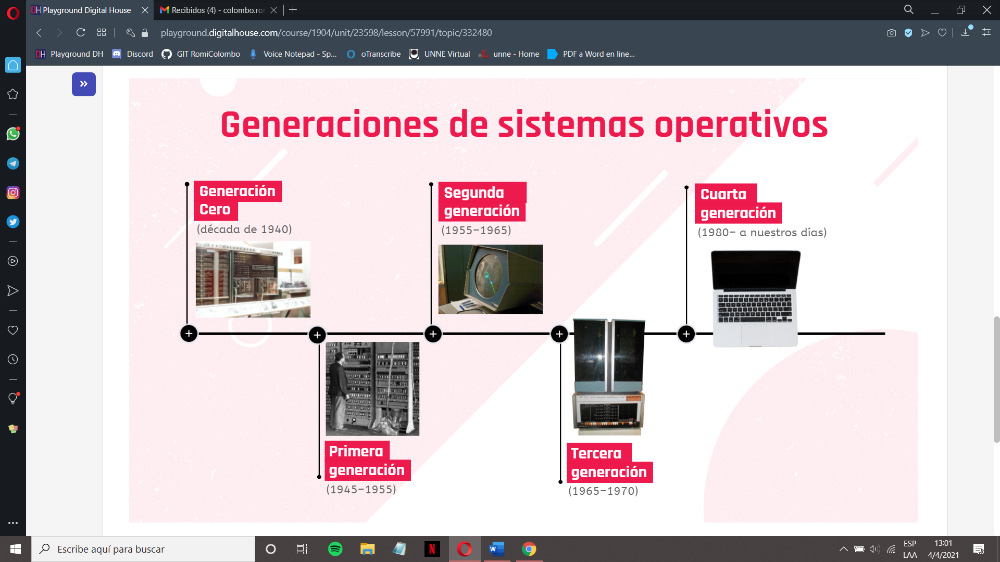 Playground Digital House
Recibidos (4) - colombo.ror
playground.digitalhouse.com/course/1904/unit/23598/lesson/57991/topic/332480
Playground DH
Discord
GIT RomiColombo
Voice Notepad - Sp...
oTranscribe
UNNE Virtual
unne - Home
PDF a Word en line...
Generaciones de sistemas operativos
Generación
Cero
(década de 1940)
Segunda
generación
(1955–1965)
Cuarta
generación
(1980– a nuestros días)
Primera
generación
(1945–1955)
Tercera
generación
(1965–1970)
Escribe aquí para buscar
ESP
LAA
13:01
4/4/2021